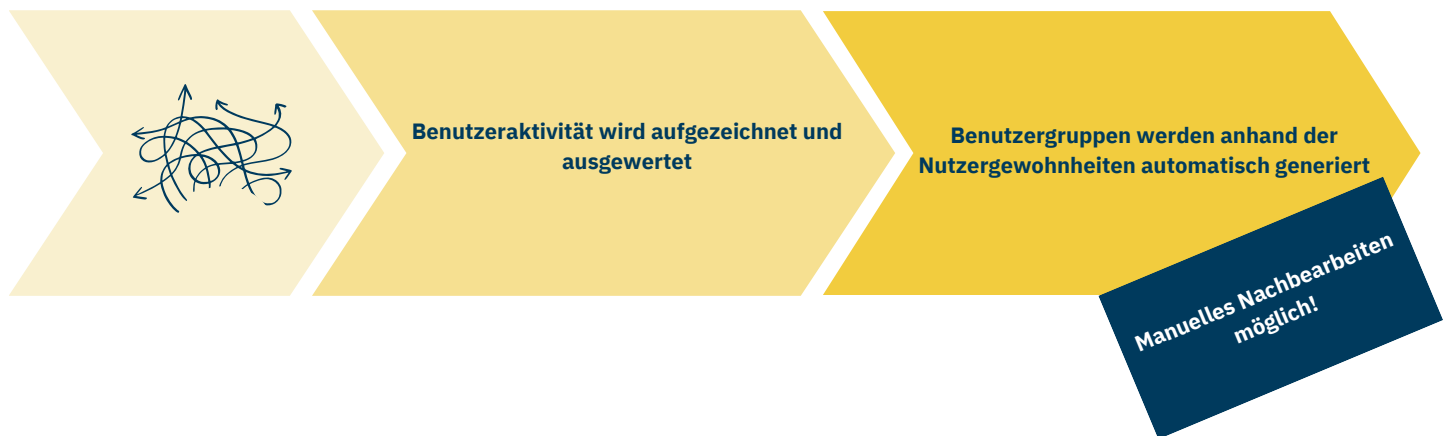 Benutzeraktivität wird aufgezeichnet und
ausgewertet
Benutzergruppen werden anhand der
Nutzergewohnheiten automatisch generiert
Manuelles Nachbearbeiten
möglich!